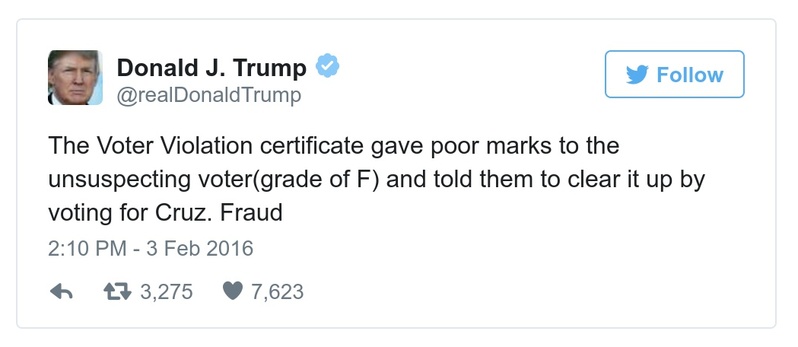 Donald J. Trump
@realDonaldTrump
Follow
The Voter Violation certificate gave poor marks to the
unsuspecting voter(grade of F) and told them to clear it up by
voting for Cruz. Fraud
2:10 PM - 3 Feb 2016
3,275 7,623